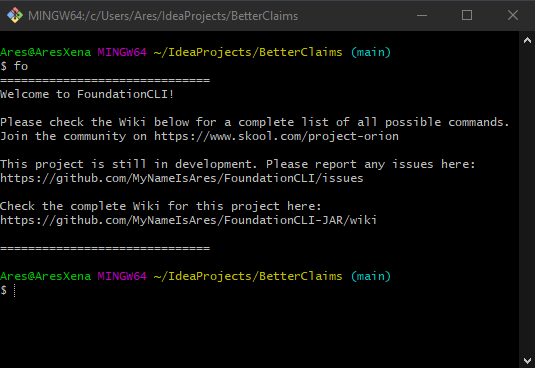 MINGW64:/c/Users/Ares/IdeaProjects/BetterClaims
Ares@AresXena MINGW64 ~/IdeaProjects/BetterClaims (main)
$ fo
==============================
Welcome to FoundationCLI!
Please check the Wiki below for a complete list of all possible commands.
Join the community on https://www.skool.com/project-orion
This project is still in development. Please report any issues here:
https://github.com/MyNameIsAres/FoundationCLI/issues
Check the complete Wiki for this project here:
https://github.com/MyNameIsAres/FoundationCLI-JAR/wiki
==============================
Ares@AresXena MINGW64 ~/IdeaProjects/BetterClaims (main)
$